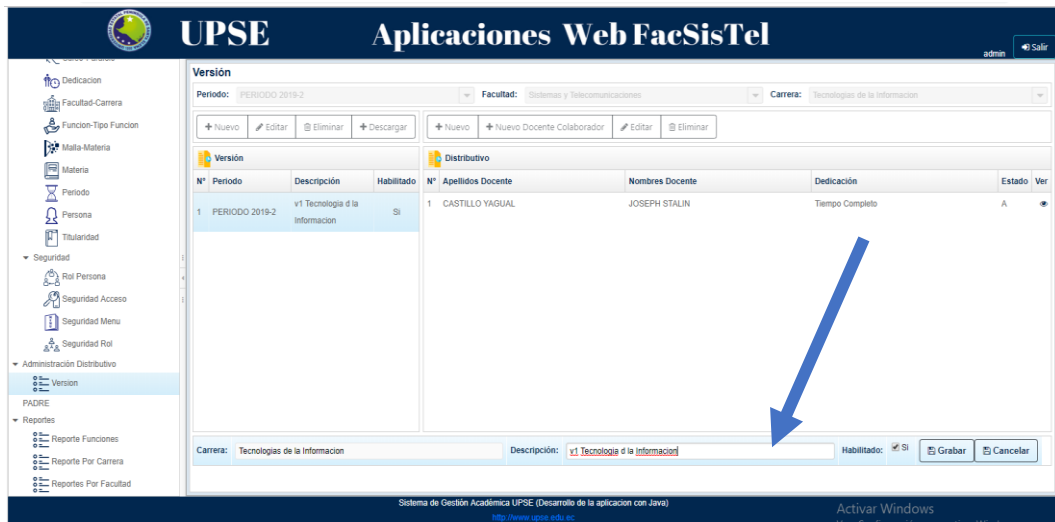 UPSE Aplicaciones Web FacSisTel
admin Salir
Dedicacion
Facultad-Carrera
Funcion-Tipo Funcion
Malla-Materia
Materia
Periodo
Persona
Titularidad
Seguridad
Rol Persona
Seguridad Acceso
Seguridad Menu
Seguridad Rol
Administración Distributivo
Version
PADRE
Reportes
Reporte Funciones
Reporte Por Carrera
Reportes Por Facultad
Versión
Periodo: PERIODO 2019-2 Facultad: Sistemas y Telecomunicaciones Carrera: Tecnologias de la Informacion
Nuevo Editar Eliminar Descargar Nuevo Nuevo Docente Colaborador Editar Eliminar
Versión
N° Periodo Descripción Habilitado
1 PERIODO 2019-2 v1 Tecnologia d la Si
Informacion
Distributivo
N° Apellidos Docente Nombres Docente Dedicación Estado Ver
1 CASTILLO YAGUAL JOSEPH STALIN Tiempo Completo A
Carrera: Tecnologias de la Informacion Descripción: v1 Tecnologia d la Informacion Habilitado: Si Grabar Cancelar
Sistema de Gestión Académica UPSE (Desarrollo de la aplicacion con Java)
http://www.upse.edu.ec
Activar Windows